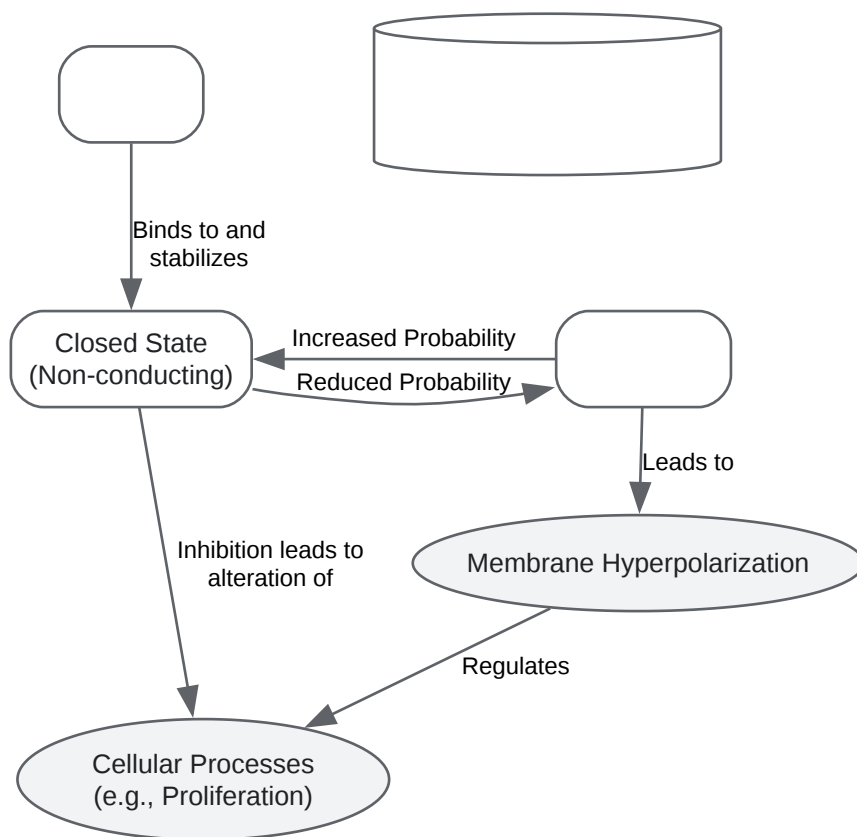 Binds to and
stabilizes
Closed State
(Non-conducting)
Increased Probability
Reduced Probability
Leads to
Inhibition leads to
alteration of
Membrane Hyperpolarization
Regulates
Cellular Processes
(e.g., Proliferation)